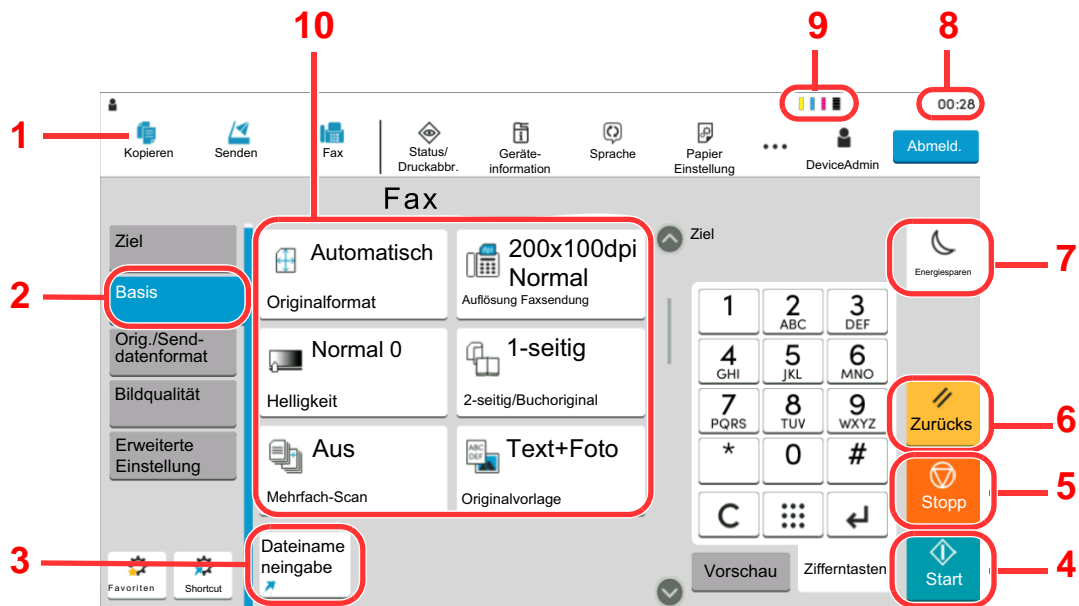 10
9
8
1
00:28
Kopieren
Senden
Fax
Status/
Druckabbr.
Geräte-
information
Sprache
Papier
Einstellung
DeviceAdmin
Abmeld.
Fax
Ziel
2
Basis
Orig./Send-
datenformat
Bildqualität
Erweiterte
Einstellung
Automatisch
Originalformat
200x100dpi
Normal
Auflösung Faxsendung
Normal 0
Helligkeit
1-seitig
2-seitig/Buchoriginal
Aus
Mehrfach-Scan
ABC
DEF
Text+Foto
Originalvorlage
Ziel
1
2
ABC
3
DEF
4
GHI
5
JKL
6
MNO
7
PQRS
8
TUV
9
WXYZ
*
0
#
C
Energiesparen
7
Zurücks
6
Stopp
5
3
Favoriten
Shortcut
Dateiname
neingabe
Vorschau
Zifferntasten
Start
4